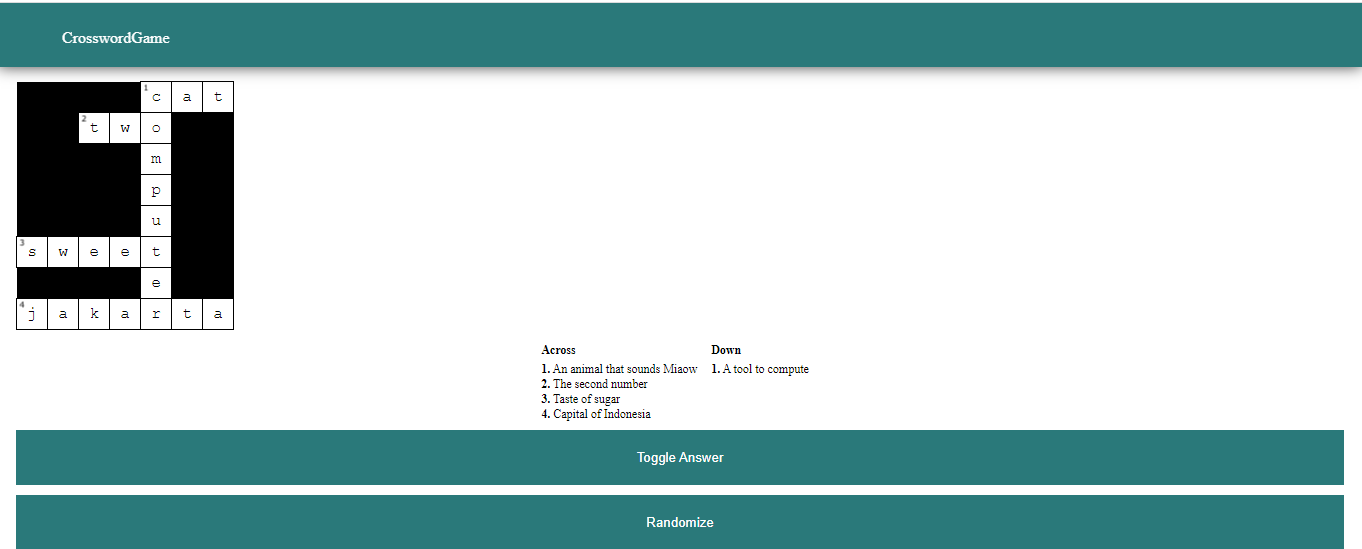 CrosswordGame
1 c a t
2 t w o
m
p
u
3 s w e e t
e
4 j a k a r t a
Across Down
1. An animal that sounds Miaow 1. A tool to compute
2. The second number
3. Taste of sugar
4. Capital of Indonesia
Toggle Answer
Randomize